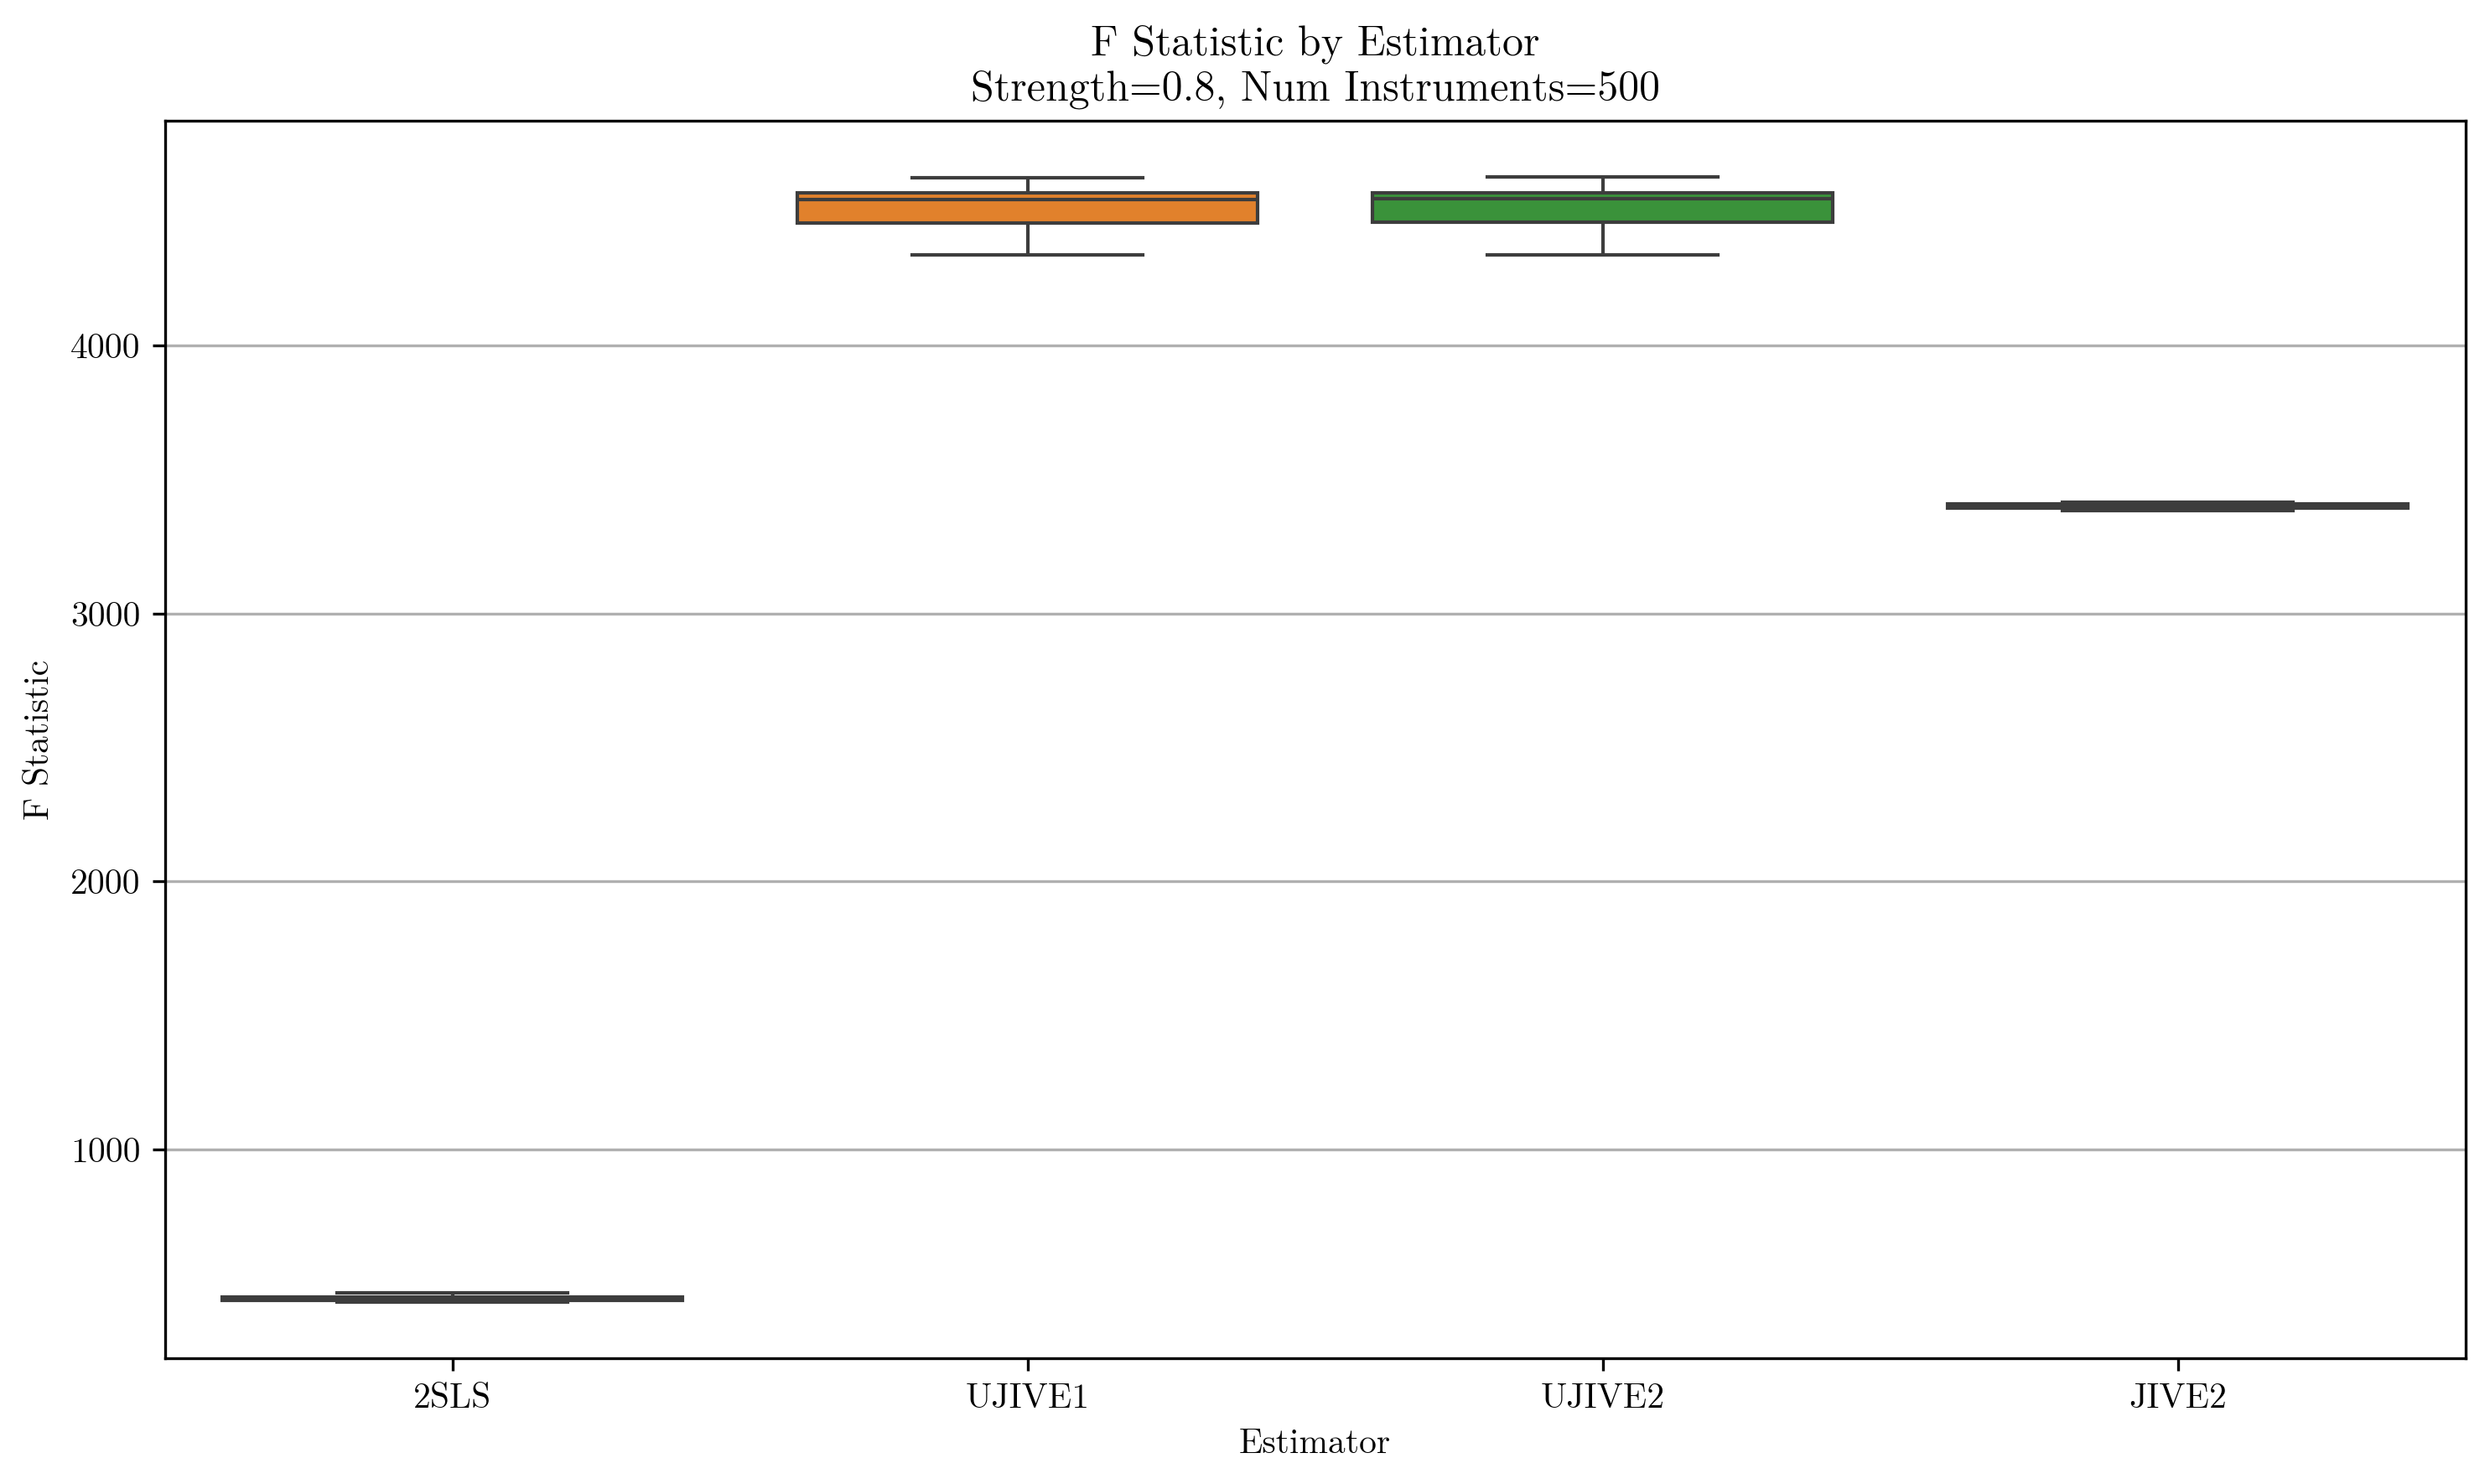 F Statistic by Estimator
Strength=0.8, Num Instruments=500
F Statistic
4000
3000
2000
1000
2SLS
UJIVE1
UJIVE2
JIVE2
Estimator